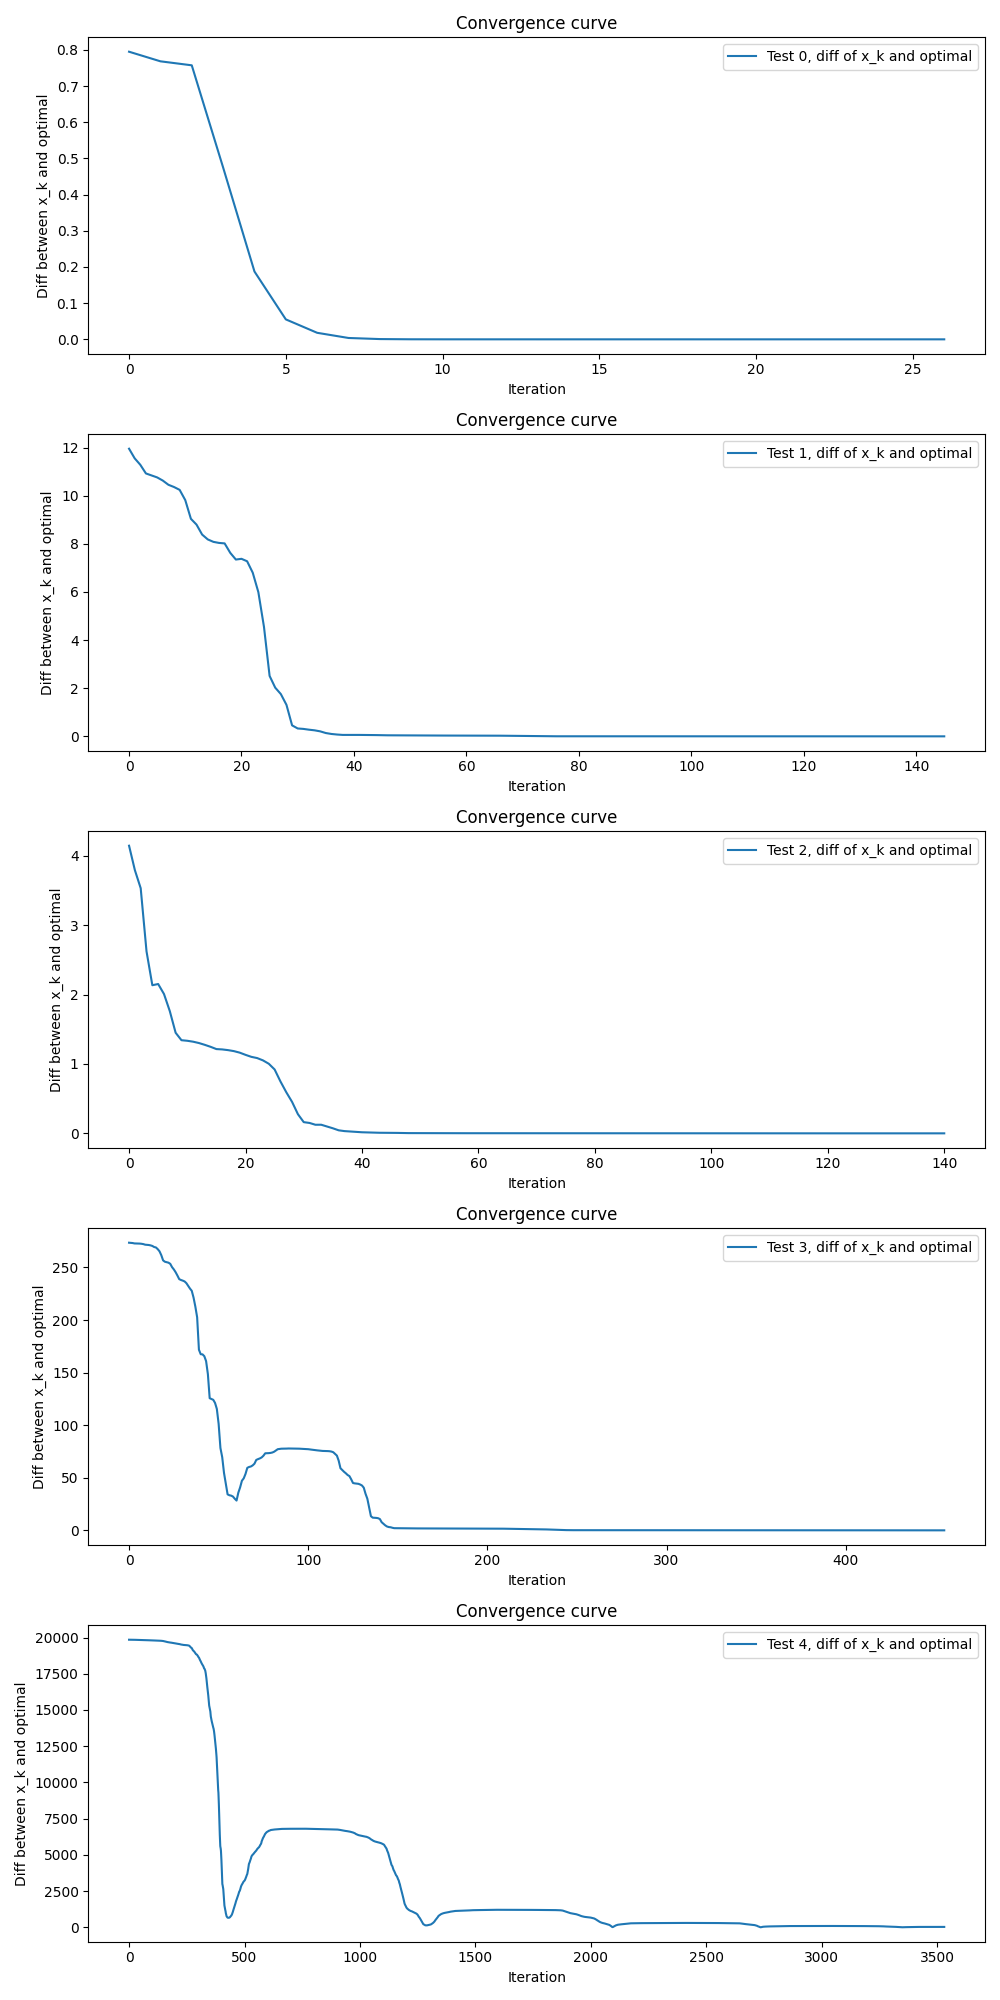 Convergence curve
Test 0, diff of x_k and optimal
Diff between x_k and optimal
0.8
0.7
0.6
0.5
0.4
0.3
0.2
0.1
0.0
0 5 10 15 20 25
Iteration
Convergence curve
Test 1, diff of x_k and optimal
Diff between x_k and optimal
12
10
8
6
4
2
0
0 20 40 60 80 100 120 140
Iteration
Convergence curve
Test 2, diff of x_k and optimal
Diff between x_k and optimal
4
3
2
1
0
0 20 40 60 80 100 120 140
Iteration
Convergence curve
Test 3, diff of x_k and optimal
Diff between x_k and optimal
250
200
150
100
50
0
0 100 200 300 400
Iteration
Convergence curve
Test 4, diff of x_k and optimal
Diff between x_k and optimal
20000
17500
15000
12500
10000
7500
5000
2500
0
0 500 1000 1500 2000 2500 3000 3500
Iteration